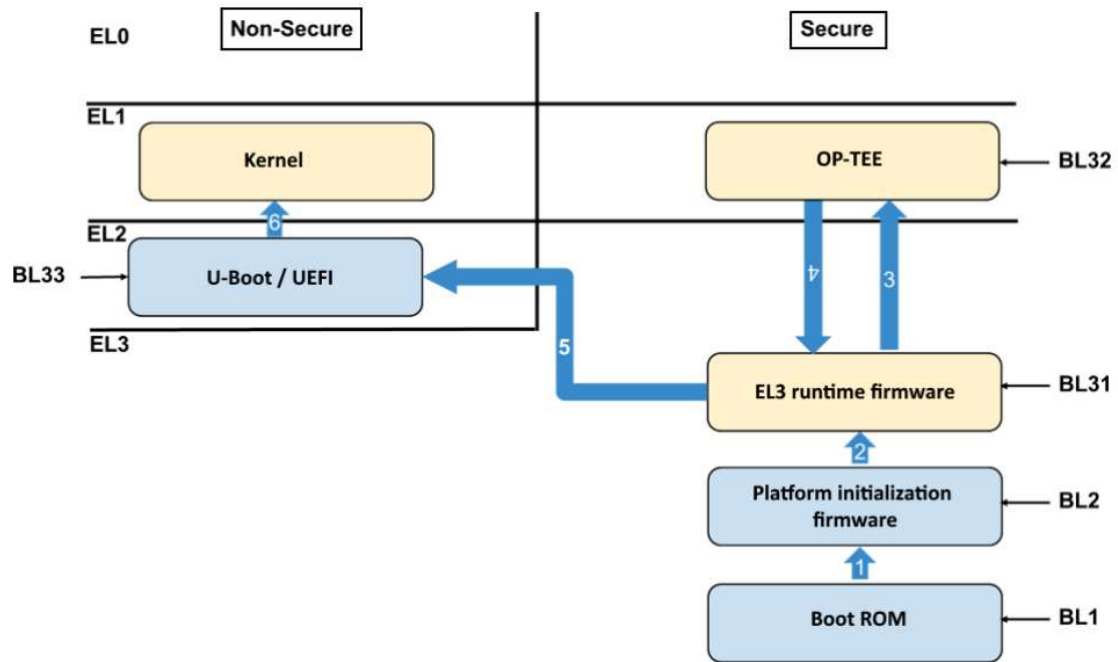 EL0
Non-Secure
Secure
EL1
Kernel
OP-TEE
BL32
6
EL2
BL33
U-Boot / UEFI
4
3
EL3
5
EL3 runtime firmware
BL31
2
Platform initialization
firmware
BL2
1
Boot ROM
BL1